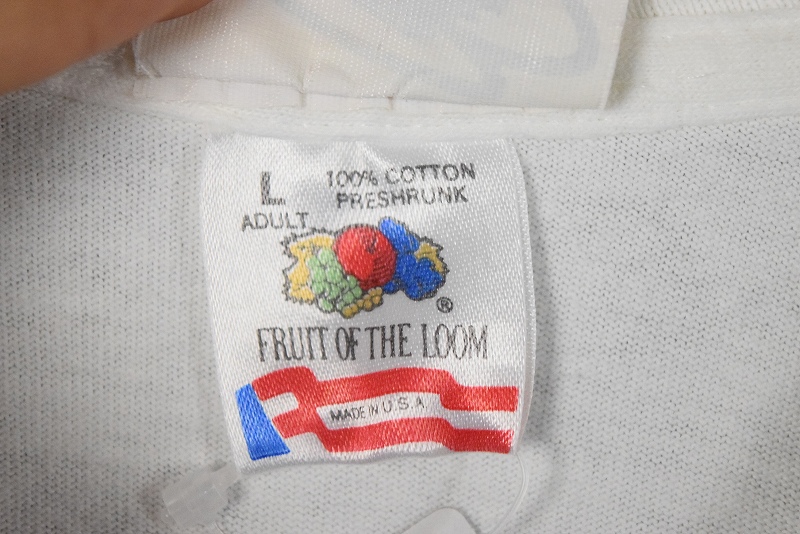 L 100% COTTON
ADULT PRESHRUNK
®
FRUIT OF THE LOOM
MADE IN U.S.A